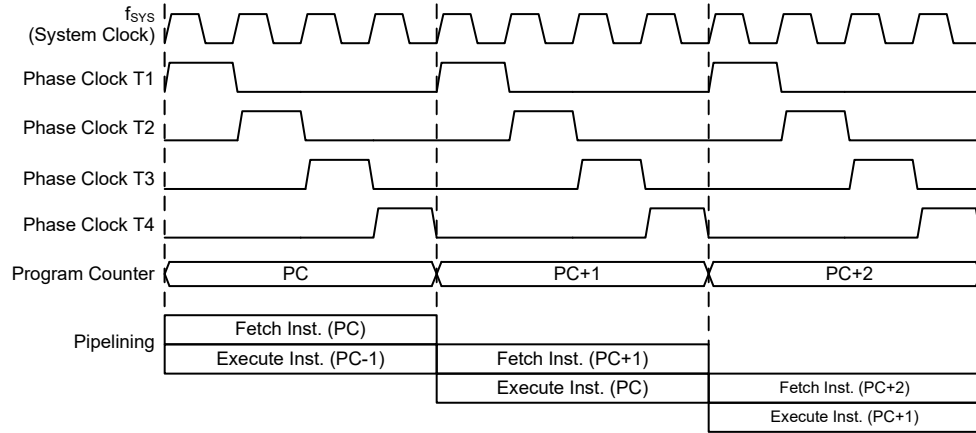 fSYS
(System Clock)
Phase Clock T1
Phase Clock T2
Phase Clock T3
Phase Clock T4
Program Counter PC PC+1 PC+2
Pipelining
Fetch Inst. (PC)
Execute Inst. (PC-1) Fetch Inst. (PC+1)
Execute Inst. (PC) Fetch Inst. (PC+2)
Execute Inst. (PC+1)